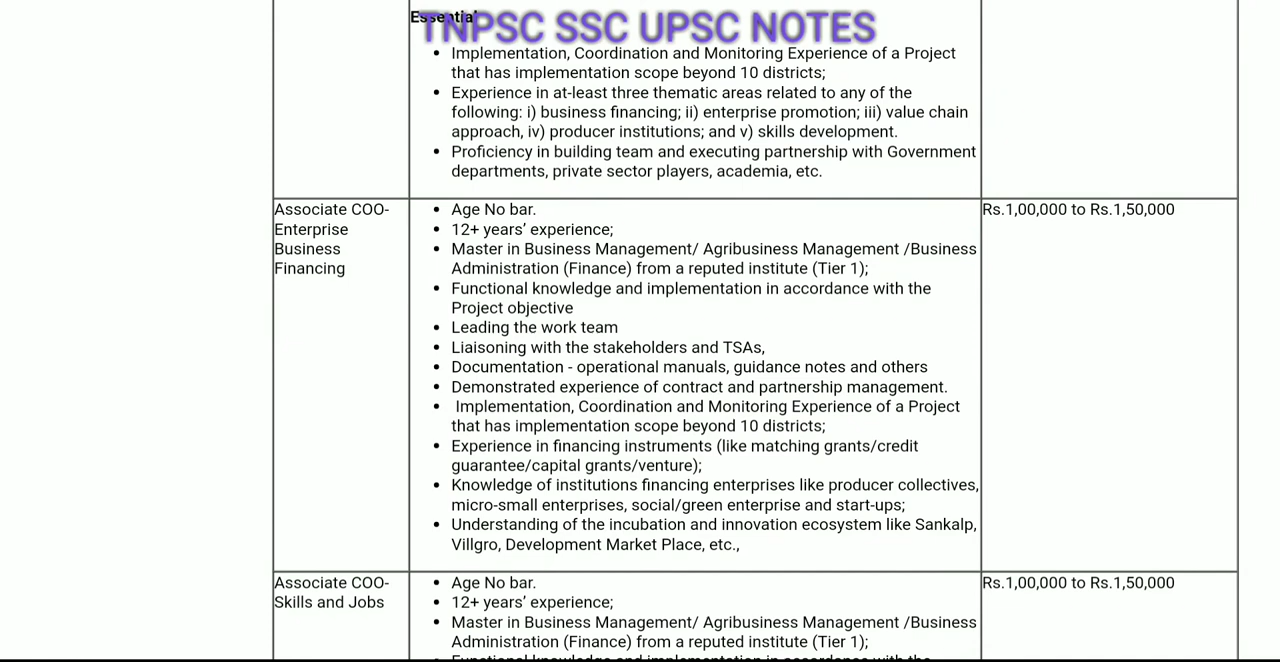 Essential
TNPSC SSC UPSC NOTES
• Implementation, Coordination and Monitoring Experience of a Project
that has implementation scope beyond 10 districts;
• Experience in at-least three thematic areas related to any of the
following: i) business financing; ii) enterprise promotion; iii) value chain
approach, iv) producer institutions; and v) skills development.
• Proficiency in building team and executing partnership with Government
departments, private sector players, academia, etc.
Associate COO-
Enterprise
Business
Financing
• Age No bar.
• 12+ years’ experience;
• Master in Business Management/ Agribusiness Management /Business
Administration (Finance) from a reputed institute (Tier 1);
• Functional knowledge and implementation in accordance with the
Project objective
• Leading the work team
• Liaisoning with the stakeholders and TSAs,
• Documentation - operational manuals, guidance notes and others
• Demonstrated experience of contract and partnership management.
• Implementation, Coordination and Monitoring Experience of a Project
that has implementation scope beyond 10 districts;
• Experience in financing instruments (like matching grants/credit
guarantee/capital grants/venture);
• Knowledge of institutions financing enterprises like producer collectives,
micro-small enterprises, social/green enterprise and start-ups;
• Understanding of the incubation and innovation ecosystem like Sankalp,
Villgro, Development Market Place, etc.,
Rs.1,00,000 to Rs.1,50,000
Associate COO-
Skills and Jobs
• Age No bar.
• 12+ years’ experience;
• Master in Business Management/ Agribusiness Management /Business
Administration (Finance) from a reputed institute (Tier 1);
• Functional knowledge and implementation in accordance with the
Rs.1,00,000 to Rs.1,50,000